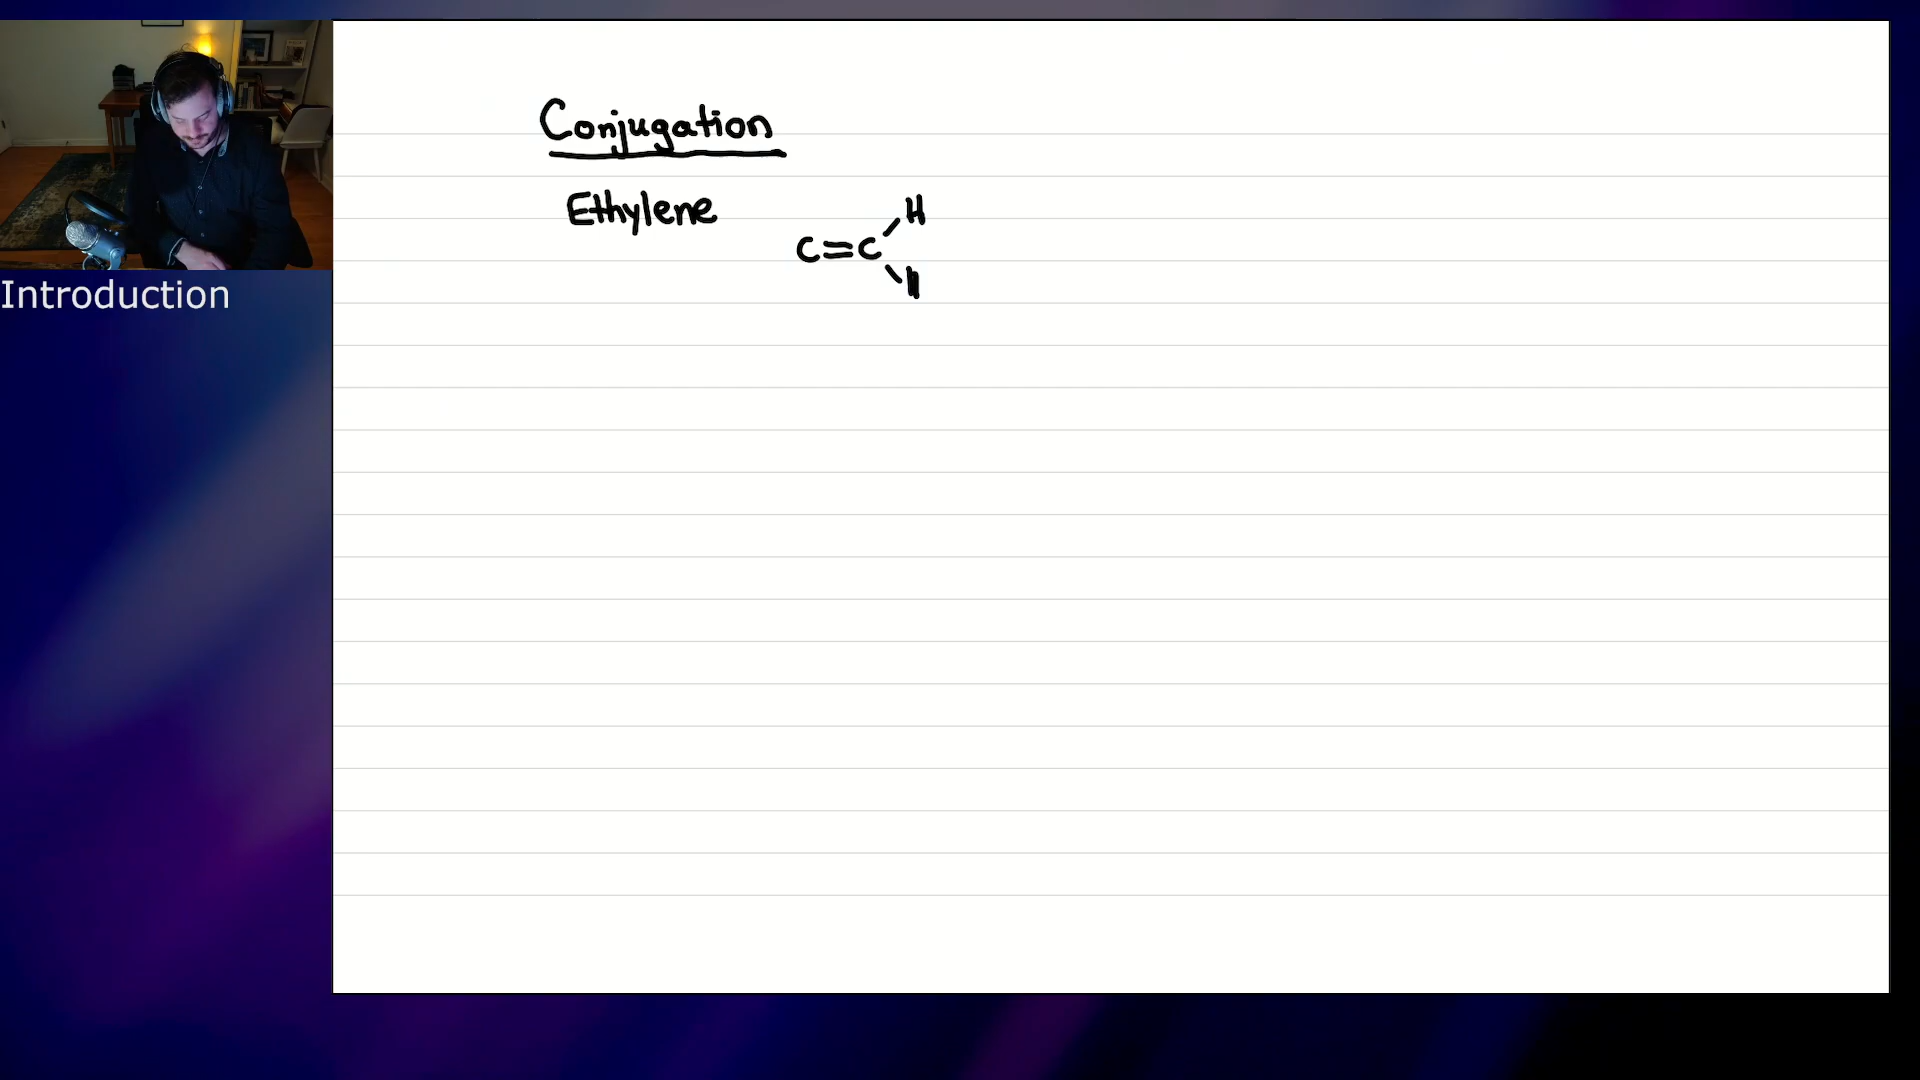 Conjugation
Ethylene
H
C=C
H
Introduction